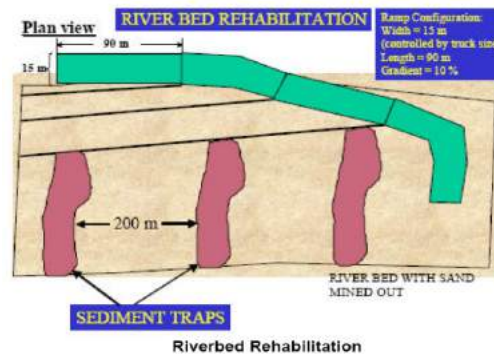 RIVER BED REHABILITATION
Plan view
90 m
15 m
Ramp Configuration:
Width = 15 m
(controlled by truck size
Length = 90 m
Gradient = 10 %
200 m
RIVER BED WITH SAND
MINED OUT
SEDIMENT TRAPS
Riverbed Rehabilitation